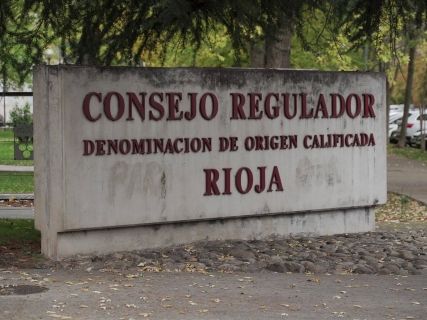 CONSEJO REGULADOR
DENOMINACION DE ORIGEN CALIFICADA
RIOJA